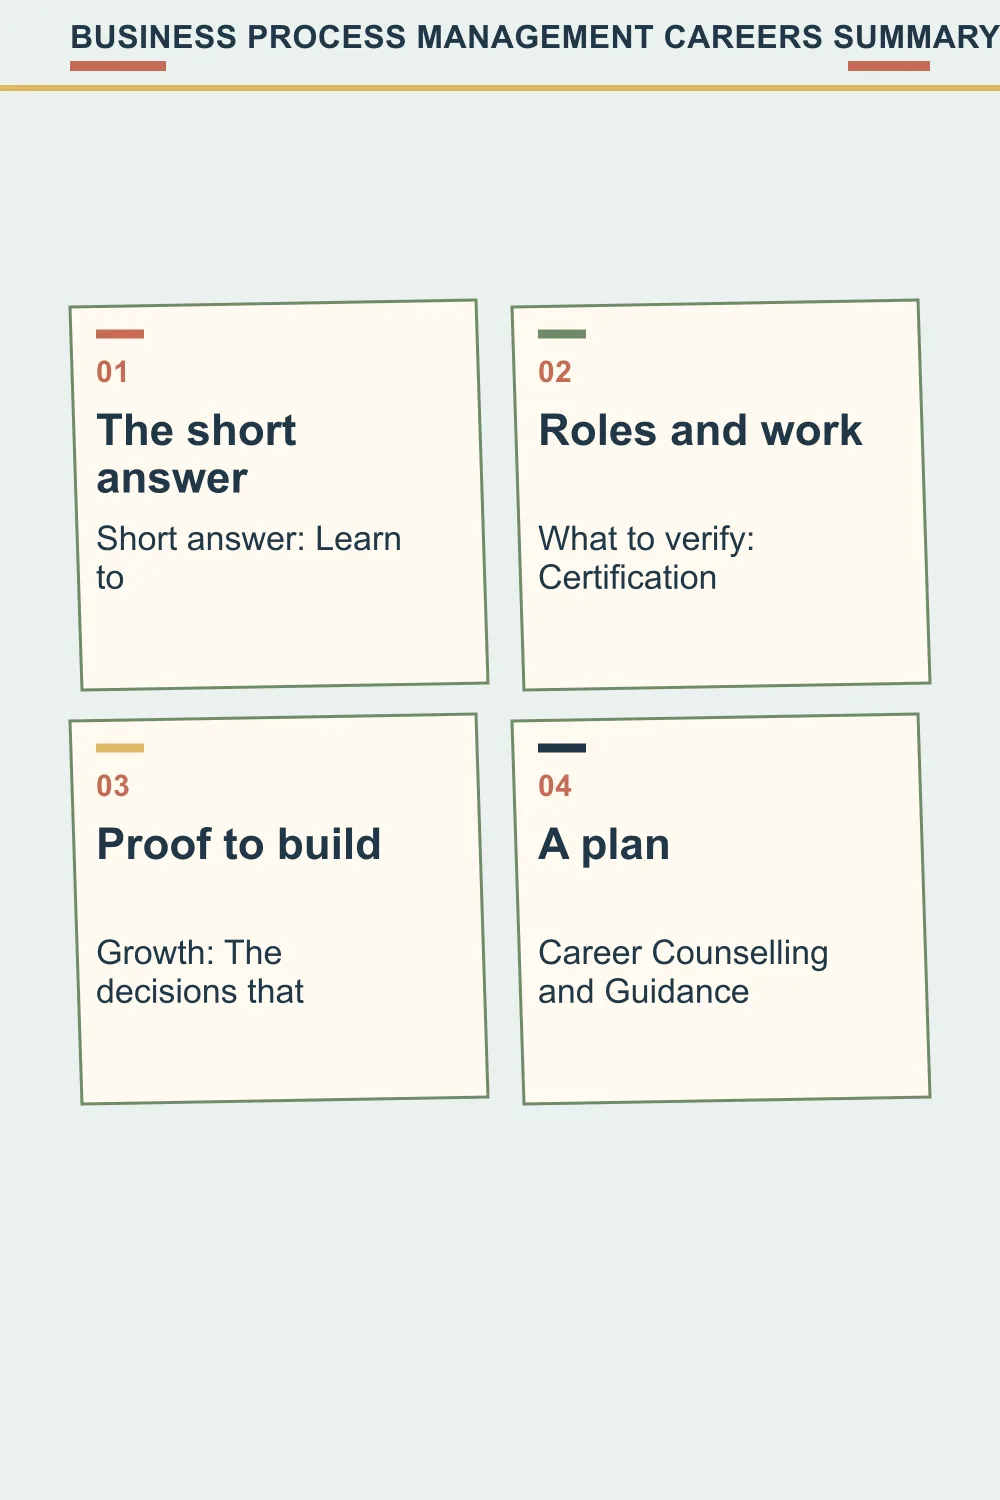 BUSINESS PROCESS MANAGEMENT CAREERS SUMMARY
01
The short
answer
Short answer: Learn
to
02
Roles and work
What to verify:
Certification
03
Proof to build
Growth: The
decisions that
04
A plan
Career Counselling
and Guidance